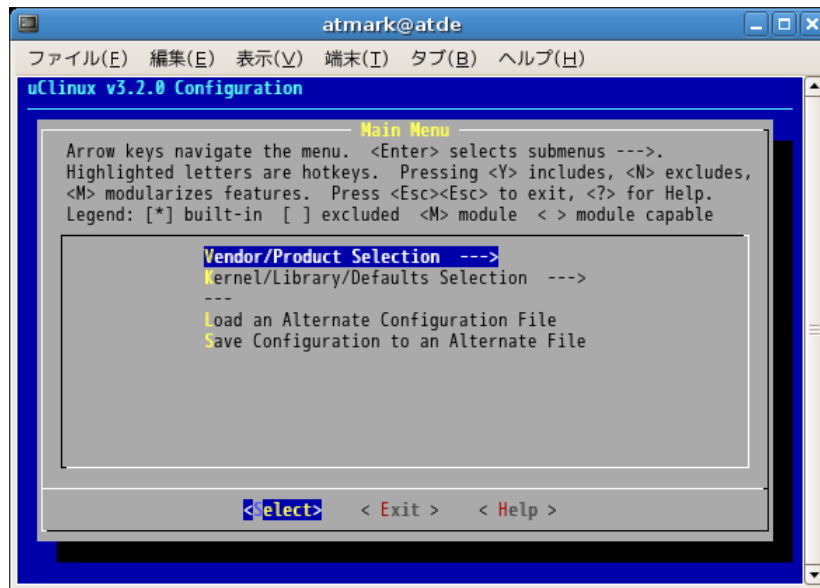 atmark@atde
ファイル(F) 編集(E) 表示(V) 端末(T) タブ(B) ヘルプ(H)
uClinux v3.2.0 Configuration
Main Menu
Arrow keys navigate the menu. <Enter> selects submenus --->.
Highlighted letters are hotkeys. Pressing <Y> includes, <N> excludes,
<M> modularizes features. Press <Esc><Esc> to exit, <?> for Help.
Legend: [*] built-in [ ] excluded <M> module < > module capable
Vendor/Product Selection --->
Kernel/Library/Defaults Selection --->
---
Load an Alternate Configuration File
Save Configuration to an Alternate File
<Select> < Exit > < Help >